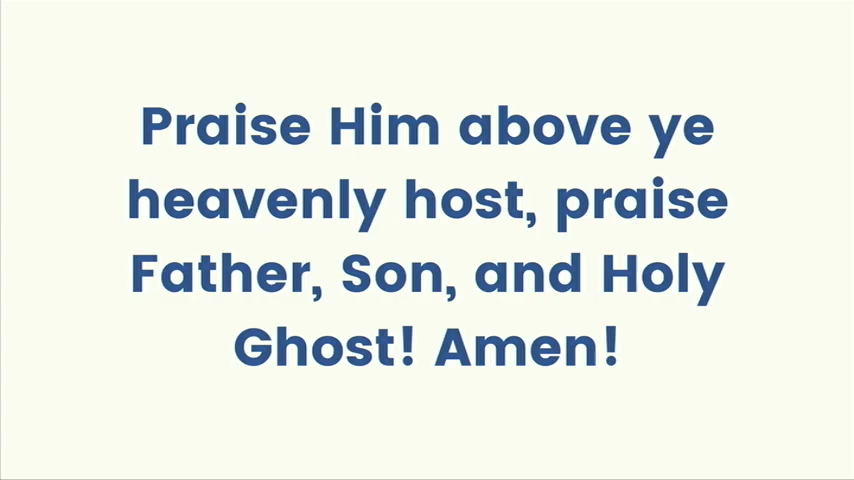 Praise Him above ye
heavenly host, praise
Father, Son, and Holy
Ghost! Amen!